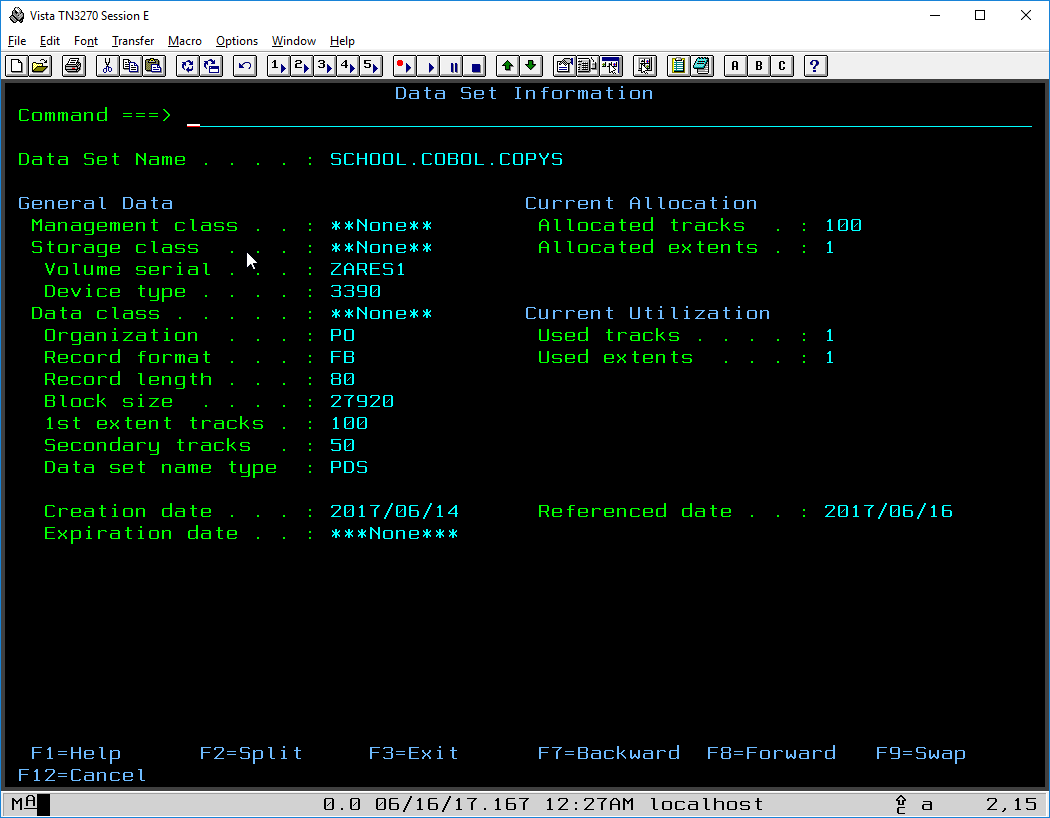 Vista TN3270 Session E
File Edit Font Transfer Macro Options Window Help
1 2 3 4 5 A B C ?
Data Set Information
Command ===>
Data Set Name . . . . : SCHOOL.COBOL.COPYS
General Data Current Allocation
Management class . . : **None** Allocated tracks . : 100
Storage class . . . : **None** Allocated extents . : 1
Volume serial . . . : ZARES1
Device type . . . . : 3390
Data class . . . . . : **None** Current Utilization
Organization . . . : PO Used tracks . . . . : 1
Record format . . . : FB Used extents . . . : 1
Record length . . . : 80
Block size . . . . : 27920
1st extent tracks . : 100
Secondary tracks . : 50
Data set name type : PDS
Creation date . . . : 2017/06/14 Referenced date . . : 2017/06/16
Expiration date . . : ***None***
F1=Help F2=Split F3=Exit F7=Backward F8=Forward F9=Swap
F12=Cancel
MA 0.0 06/16/17.167 12:27AM localhost a 2,15